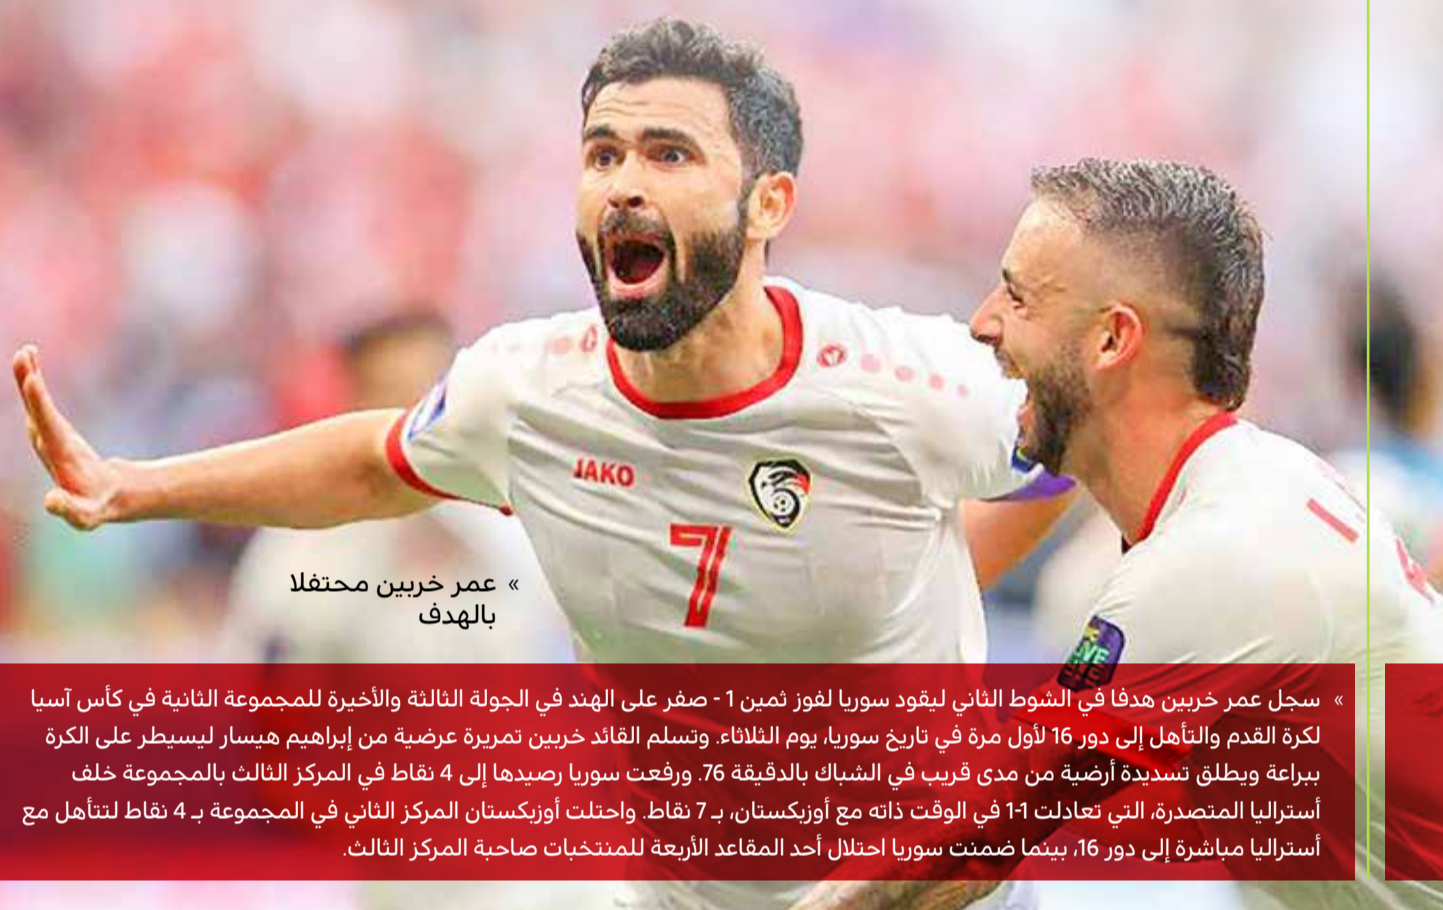 JAKO
7
» عمر خربين محتفلا
بالهدف
» سجل عمر خربين هدفا في الشوط الثاني ليقود سوريا لفوز ثمين 1 - صفر على الهند في الجولة الثالثة والأخيرة للمجموعة الثانية في كأس آسيا
لكرة القدم والتأهل إلى دور 16 لأول مرة في تاريخ سوريا، يوم الثلاثاء. وتسلم القائد خربين تمريرة عرضية من إبراهيم هيسار ليسيطر على الكرة
ببراعة ويطلق تسديدة أرضية من مدى قريب في الشباك بالدقيقة 76. ورفعت سوريا رصيدها إلى 4 نقاط في المركز الثالث بالمجموعة خلف
أستراليا المتصدرة، التي تعادلت 1-1 في الوقت ذاته مع أوزبكستان، بـ 7 نقاط. واحتلت أوزبكستان المركز الثاني في المجموعة بـ 4 نقاط لتتأهل مع
أستراليا مباشرة إلى دور 16، بينما ضمنت سوريا احتلال أحد المقاعد الأربعة للمنتخبات صاحبة المركز الثالث.